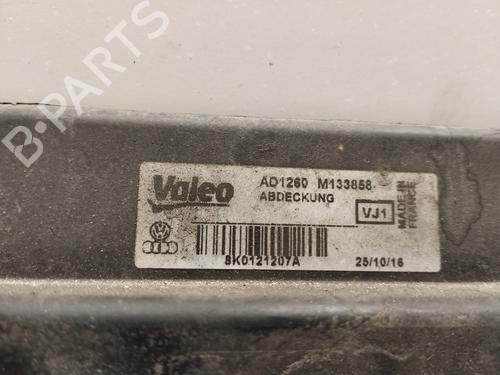 B-PARTS
Valeo
AD1260 M133858
ABDECKUNG
VJ1
MADE IN
FRANCE
8K0121207A
25/10/16